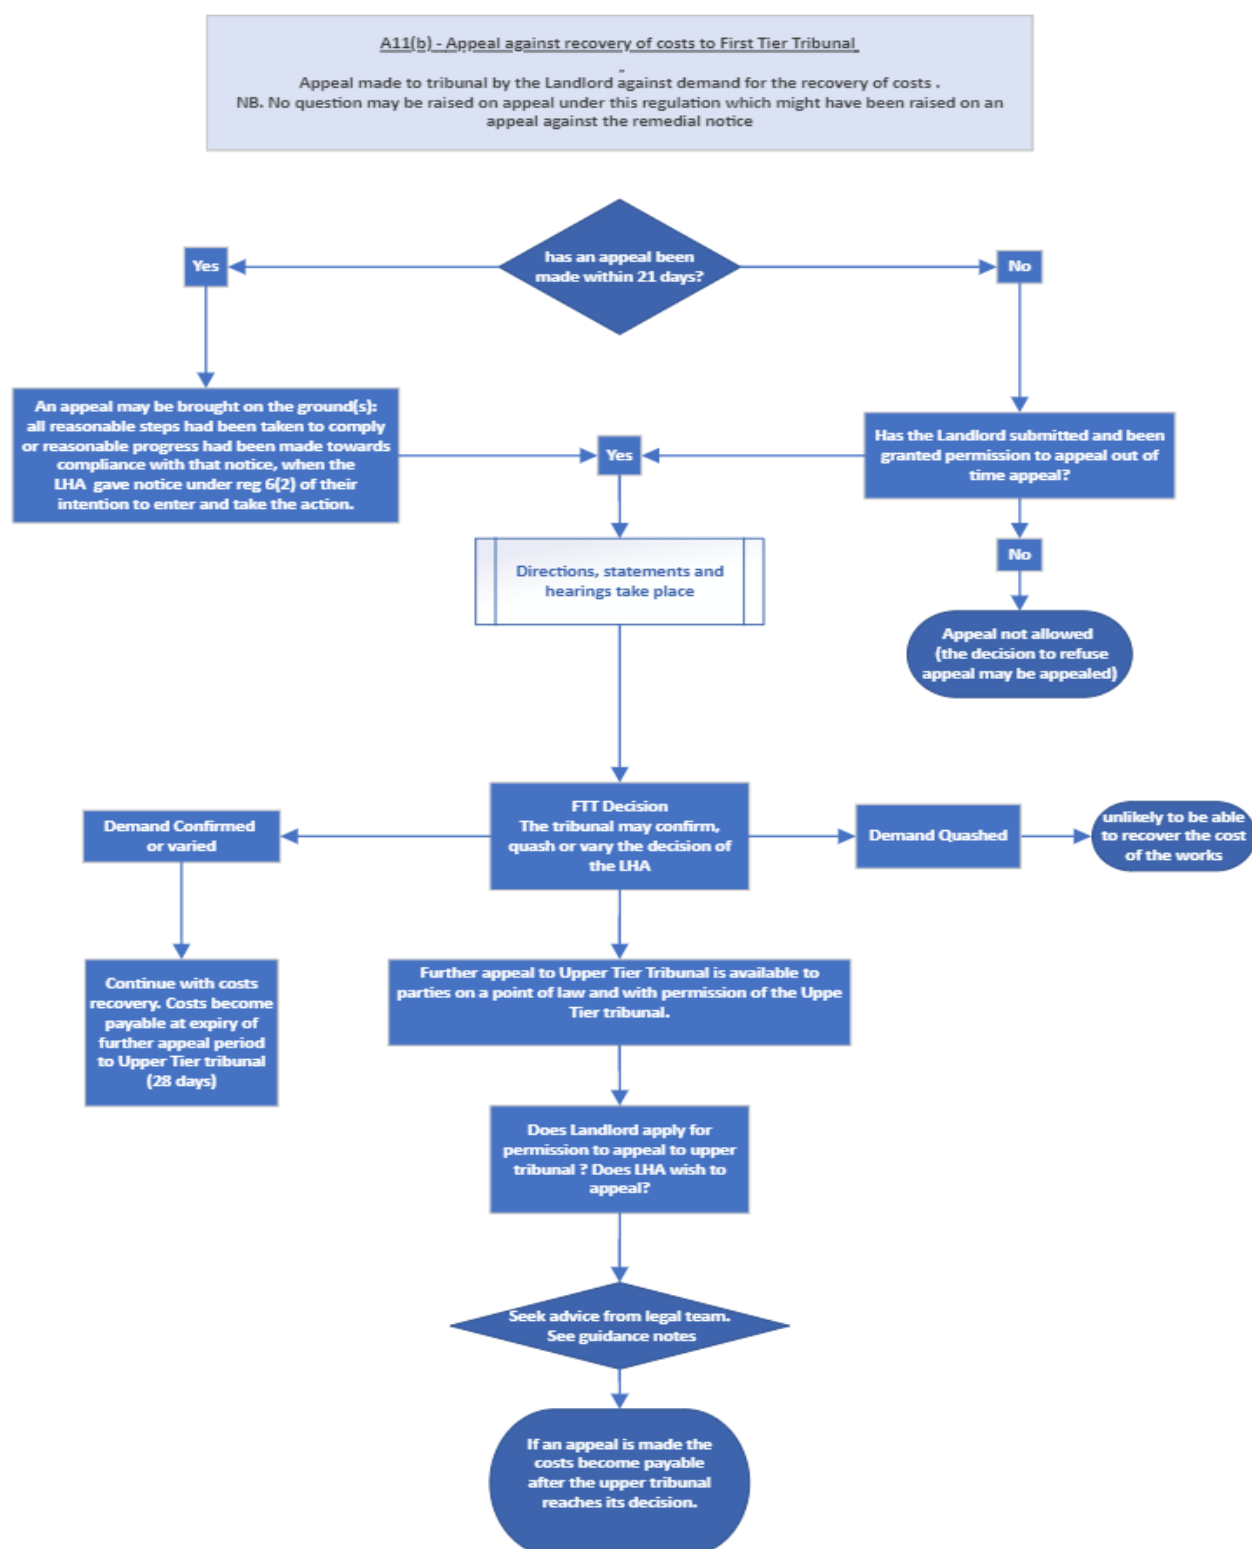 A11(b) - Appeal against recovery of costs to First Tier Tribunal
-
Appeal made to tribunal by the Landlord against demand for the recovery of costs .
NB. No question may be raised on appeal under this regulation which might have been raised on an
appeal against the remedial notice
has an appeal been
made within 21 days?
Yes
No
An appeal may be brought on the ground(s):
all reasonable steps had been taken to comply
or reasonable progress had been made towards
compliance with that notice, when the
LHA gave notice under reg 6(2) of their
intention to enter and take the action.
Yes
Has the Landlord submitted and been
granted permission to appeal out of
time appeal?
No
Directions, statements and
hearings take place
Appeal not allowed
(the decision to refuse
appeal may be appealed)
FTT Decision
The tribunal may confirm,
quash or vary the decision of
the LHA
Demand Confirmed
or varied
Demand Quashed
unlikely to be able
to recover the cost
of the works
Continue with costs
recovery. Costs become
payable at expiry of
further appeal period
to Upper Tier tribunal
(28 days)
Further appeal to Upper Tier Tribunal is available to
parties on a point of law and with permission of the Uppe
Tier tribunal.
Does Landlord apply for
permission to appeal to upper
tribunal ? Does LHA wish to
appeal?
Seek advice from legal team.
See guidance notes
If an appeal is made the
costs become payable
after the upper tribunal
reaches its decision.